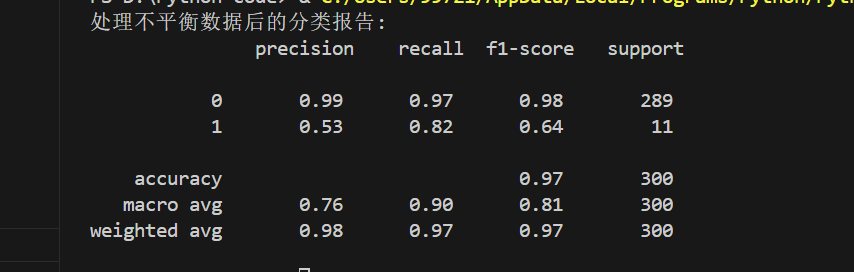 处理不平衡数据后的分类报告:
precision recall f1-score support
0 0.99 0.97 0.98 289
1 0.53 0.82 0.64 11
accuracy 0.97 300
macro avg 0.76 0.90 0.81 300
weighted avg 0.98 0.97 0.97 300